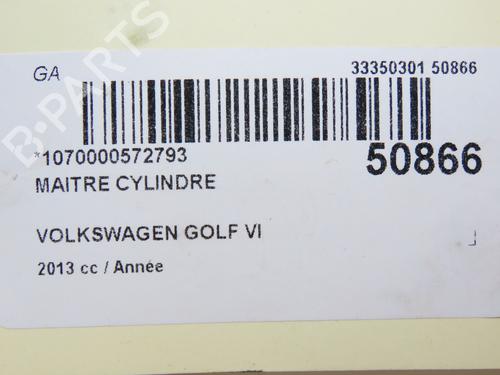 GA
33350301 50866
*1070000572793
50866
MAITRE CYLINDRE
VOLKSWAGEN GOLF VI
2013 cc / Année
B-PARTS